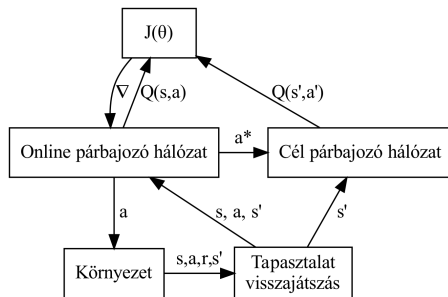 J(θ)
∇
Q(s,a)
Q(s',a')
Online párbajozó hálózat
a*
Cél párbajozó hálózat
a
s, a, s'
s'
Környezet
s,a,r,s'
Tapasztalat
visszajátszás